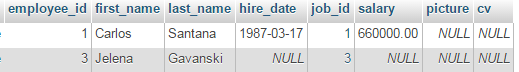 employee_id first_name last_name hire_date job_id salary picture cv
1 Carlos Santana 1987-03-17 1 660000.00 NULL NULL
3 Jelena Gavanski NULL 3 NULL NULL NULL